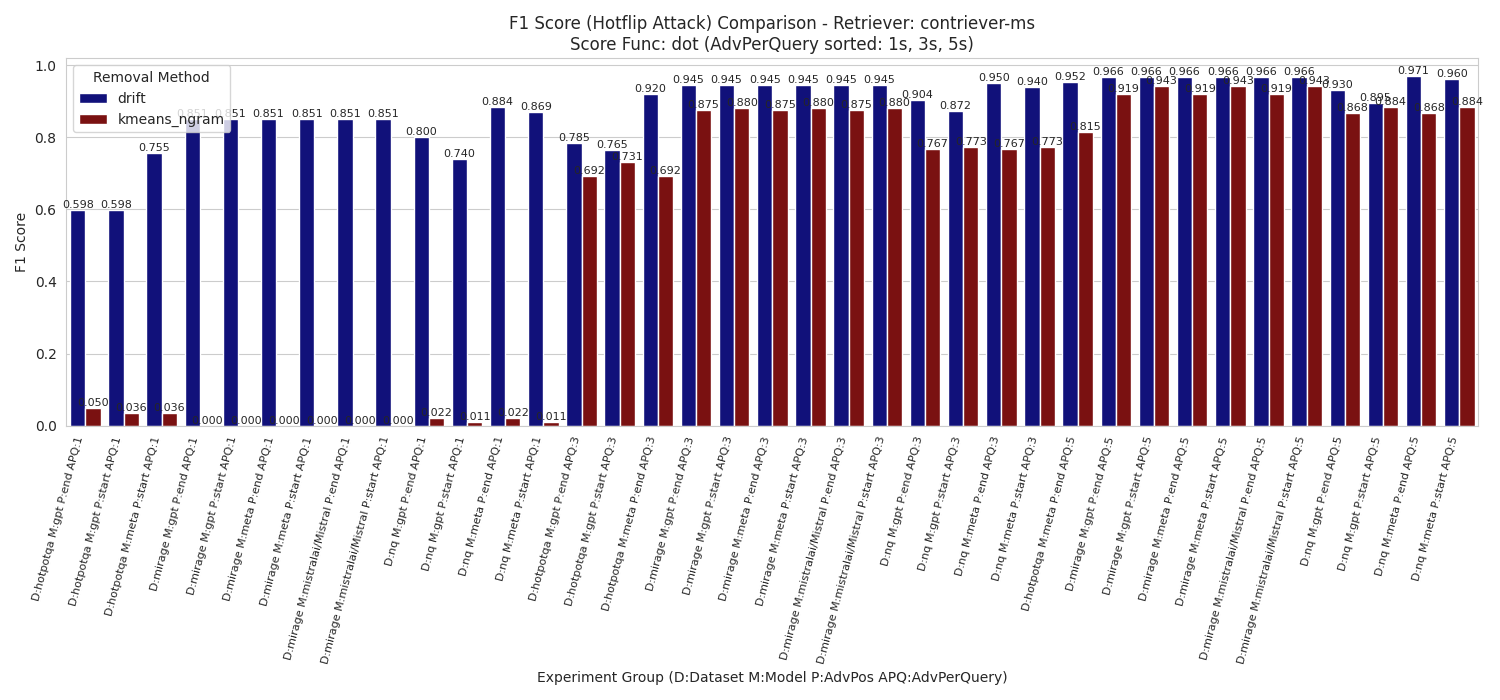 F1 Score (Hotflip Attack) Comparison - Retriever: contriever-ms
Score Func: dot (AdvPerQuery sorted: 1s, 3s, 5s)
Removal Method
drift
kmeans_ngram
F1 Score
1.0
0.8
0.6
0.4
0.2
0.0
0.598 0.598 0.755 0.851 0.851 0.851 0.851 0.851 0.851 0.800 0.740 0.884 0.869 0.785 0.765 0.920 0.945 0.945 0.945 0.945 0.945 0.945 0.904 0.872 0.950 0.940 0.952 0.966 0.966 0.966 0.966 0.966 0.966 0.930 0.895 0.971 0.960
0.050 0.036 0.036 0.000 0.000 0.000 0.000 0.000 0.000 0.022 0.011 0.022 0.011 0.692 0.731 0.692 0.875 0.880 0.875 0.880 0.875 0.880 0.767 0.773 0.767 0.773 0.815 0.919 0.943 0.919 0.943 0.919 0.943 0.868 0.884 0.868 0.884
D:hotpotqa M:gpt P:end APQ:1
D:hotpotqa M:gpt P:start APQ:1
D:hotpotqa M:meta P:start APQ:1
D:mirage M:gpt P:end APQ:1
D:mirage M:gpt P:start APQ:1
D:mirage M:meta P:end APQ:1
D:mirage M:meta P:start APQ:1
D:mirage M:mistralai/Mistral P:end APQ:1
D:mirage M:mistralai/Mistral P:start APQ:1
D:nq M:gpt P:end APQ:1
D:nq M:gpt P:start APQ:1
D:nq M:meta P:end APQ:1
D:nq M:meta P:start APQ:1
D:hotpotqa M:gpt P:end APQ:3
D:hotpotqa M:gpt P:start APQ:3
D:hotpotqa M:meta P:end APQ:3
D:mirage M:gpt P:end APQ:3
D:mirage M:gpt P:start APQ:3
D:mirage M:meta P:end APQ:3
D:mirage M:meta P:start APQ:3
D:mirage M:mistralai/Mistral P:end APQ:3
D:mirage M:mistralai/Mistral P:start APQ:3
D:nq M:gpt P:end APQ:3
D:nq M:gpt P:start APQ:3
D:nq M:meta P:end APQ:3
D:nq M:meta P:start APQ:3
D:hotpotqa M:meta P:end APQ:5
D:mirage M:gpt P:end APQ:5
D:mirage M:gpt P:start APQ:5
D:mirage M:meta P:end APQ:5
D:mirage M:meta P:start APQ:5
D:mirage M:mistralai/Mistral P:end APQ:5
D:mirage M:mistralai/Mistral P:start APQ:5
D:nq M:gpt P:end APQ:5
D:nq M:gpt P:start APQ:5
D:nq M:meta P:end APQ:5
D:nq M:meta P:start APQ:5
Experiment Group (D:Dataset M:Model P:AdvPos APQ:AdvPerQuery)